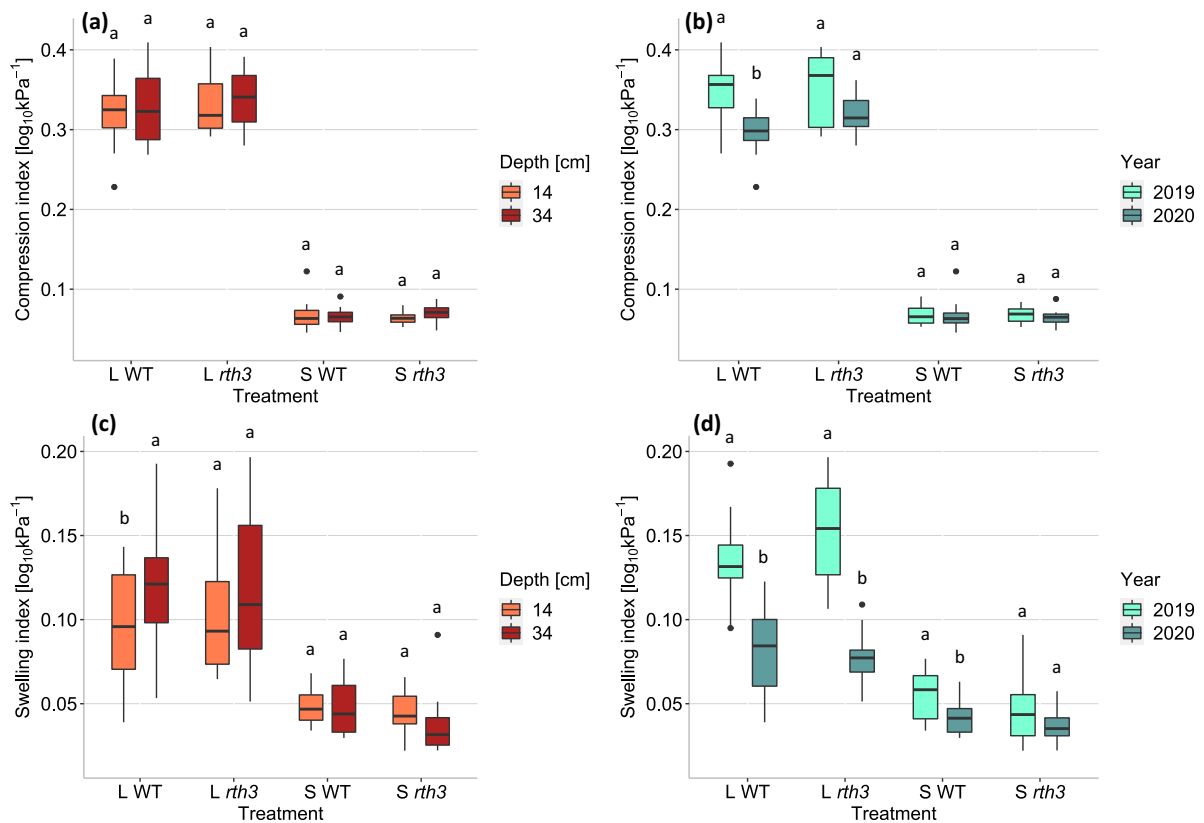 (a)
Compression index [log₁₀kPa⁻¹]
0.4
0.3
0.2
0.1
a a a a a a a a
L WT L rth3 S WT S rth3
Treatment
Depth [cm]
14
34
(b)
Compression index [log₁₀kPa⁻¹]
0.4
0.3
0.2
0.1
a b a a a a a a
L WT L rth3 S WT S rth3
Treatment
Year
2019
2020
(c)
Swelling index [log₁₀kPa⁻¹]
0.20
0.15
0.10
0.05
b a a a a a a a
L WT L rth3 S WT S rth3
Treatment
Depth [cm]
14
34
(d)
Swelling index [log₁₀kPa⁻¹]
0.20
0.15
0.10
0.05
a b a b a b a a
L WT L rth3 S WT S rth3
Treatment
Year
2019
2020